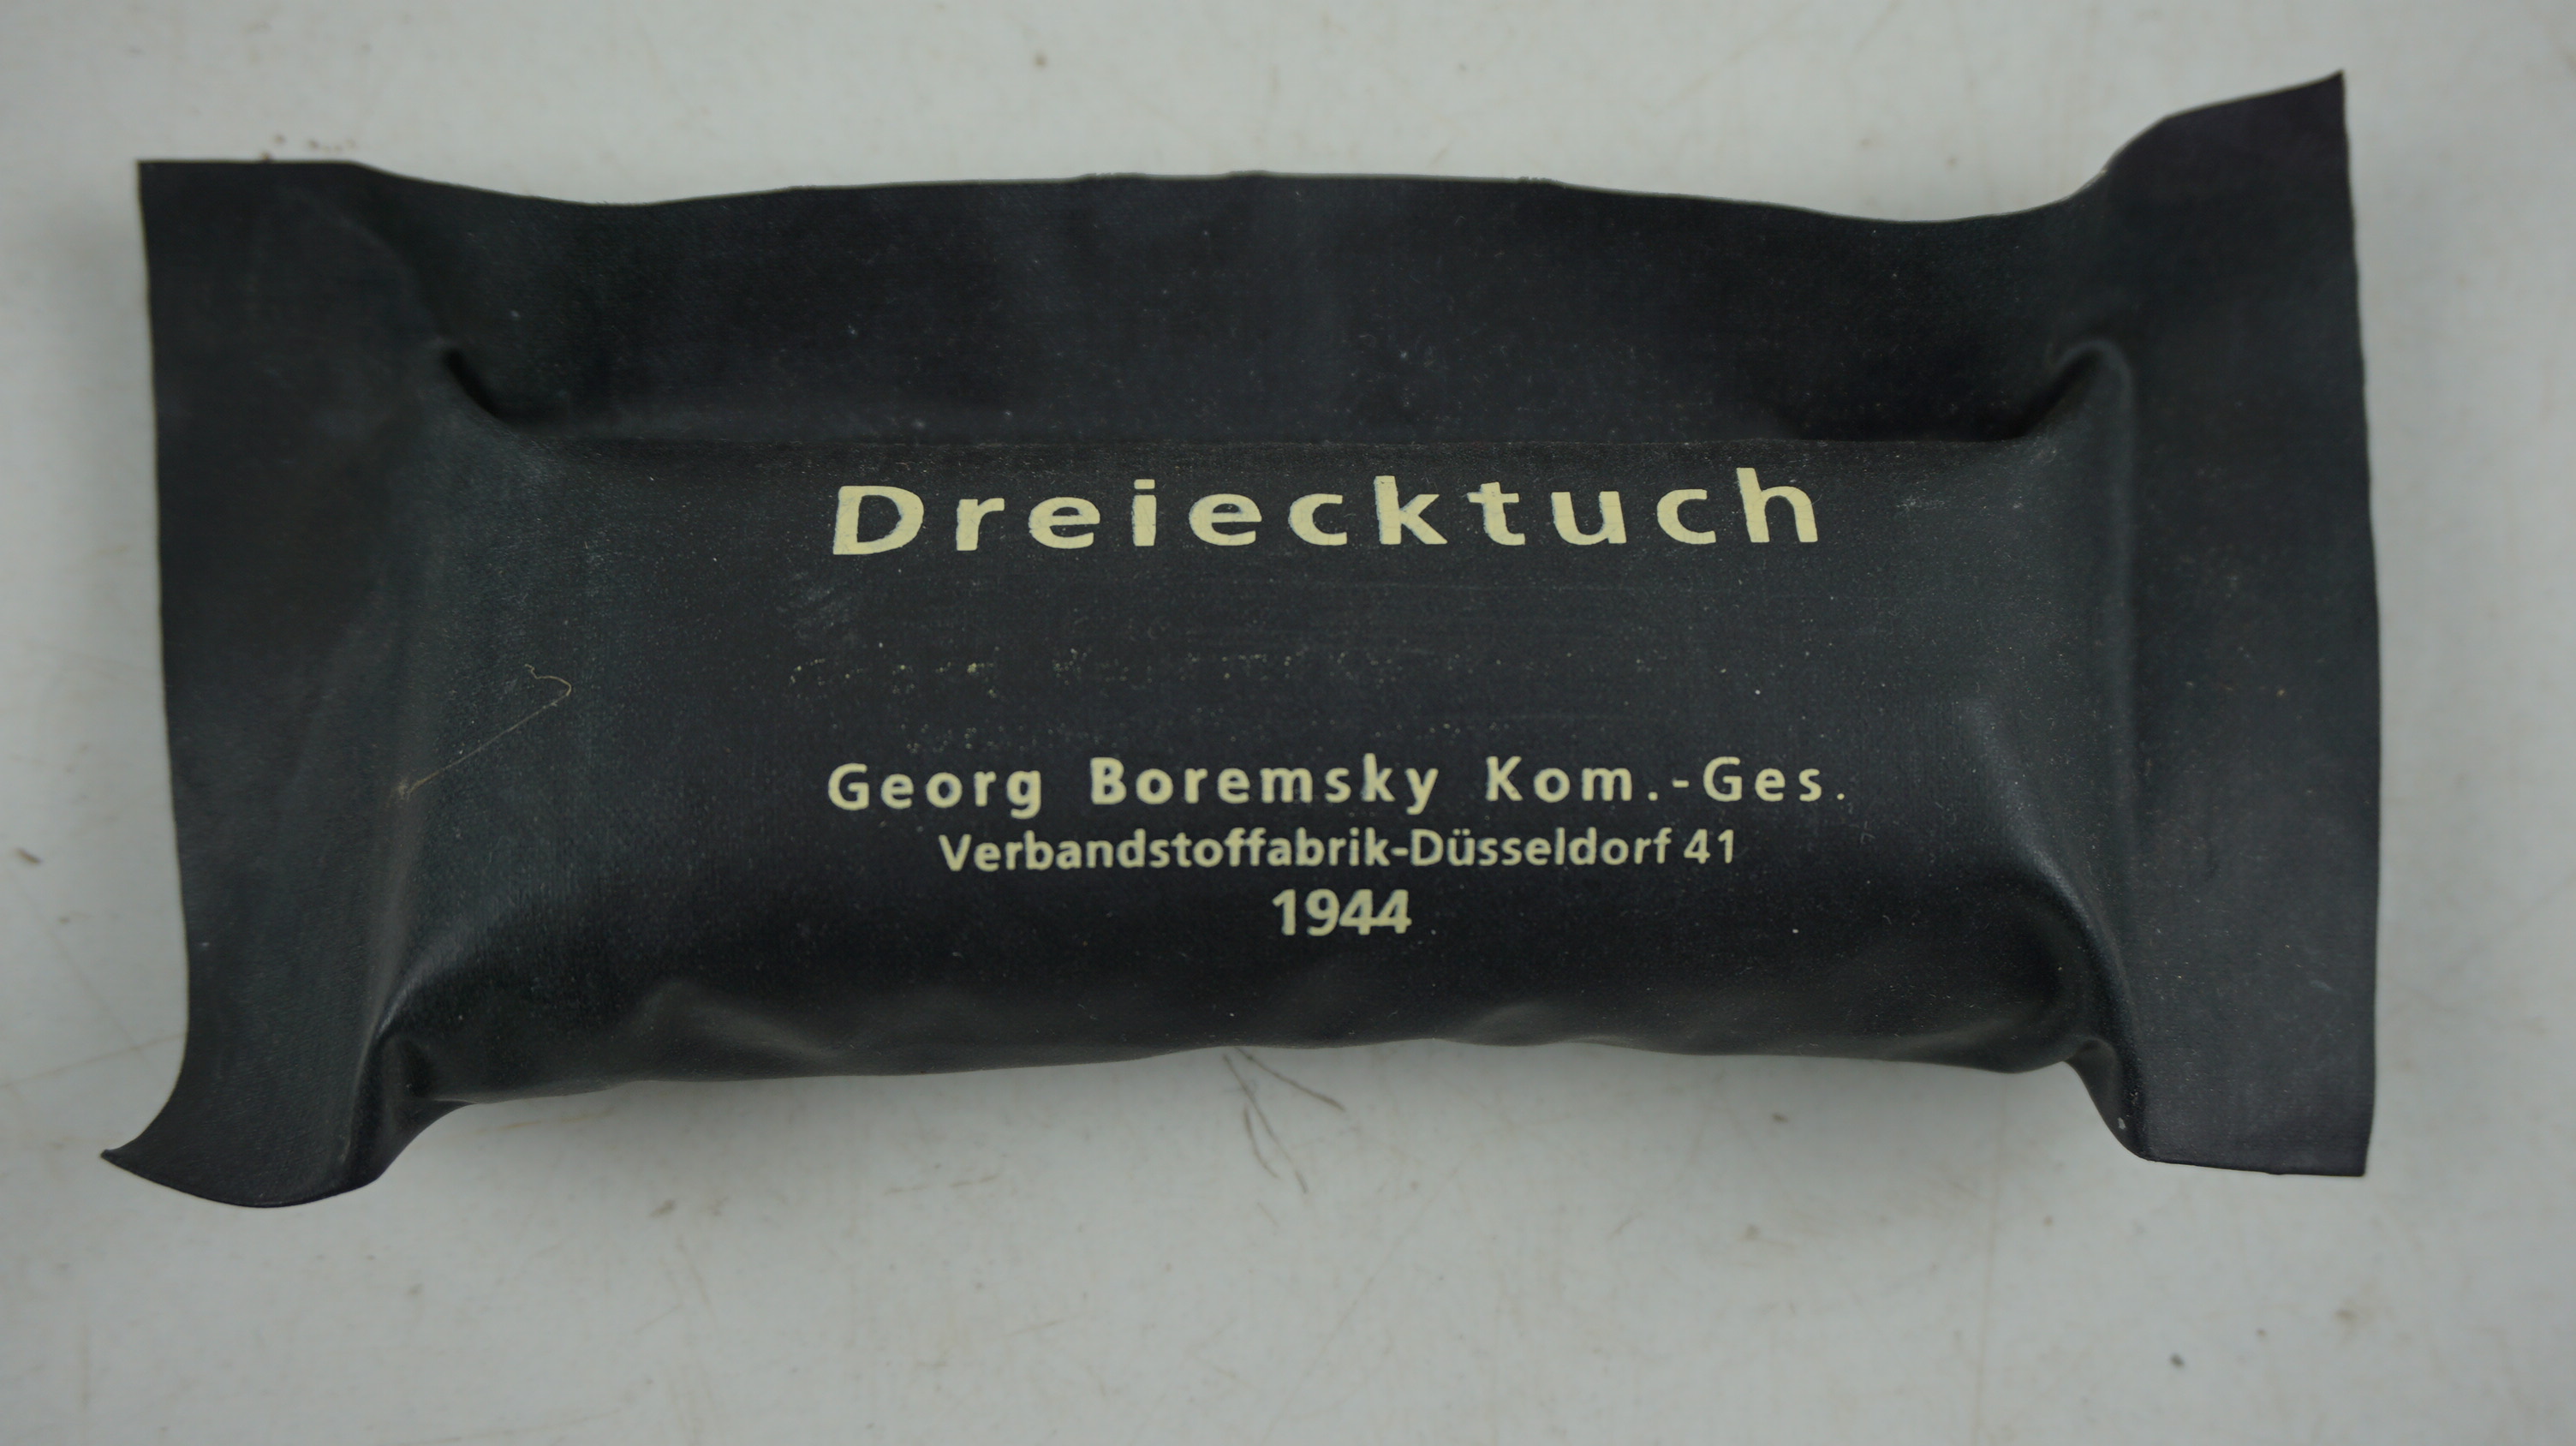 Dreiecktuch
Georg Boremsky Kom.-Ges.
Verbandstoffabrik-Düsseldorf 41
1944